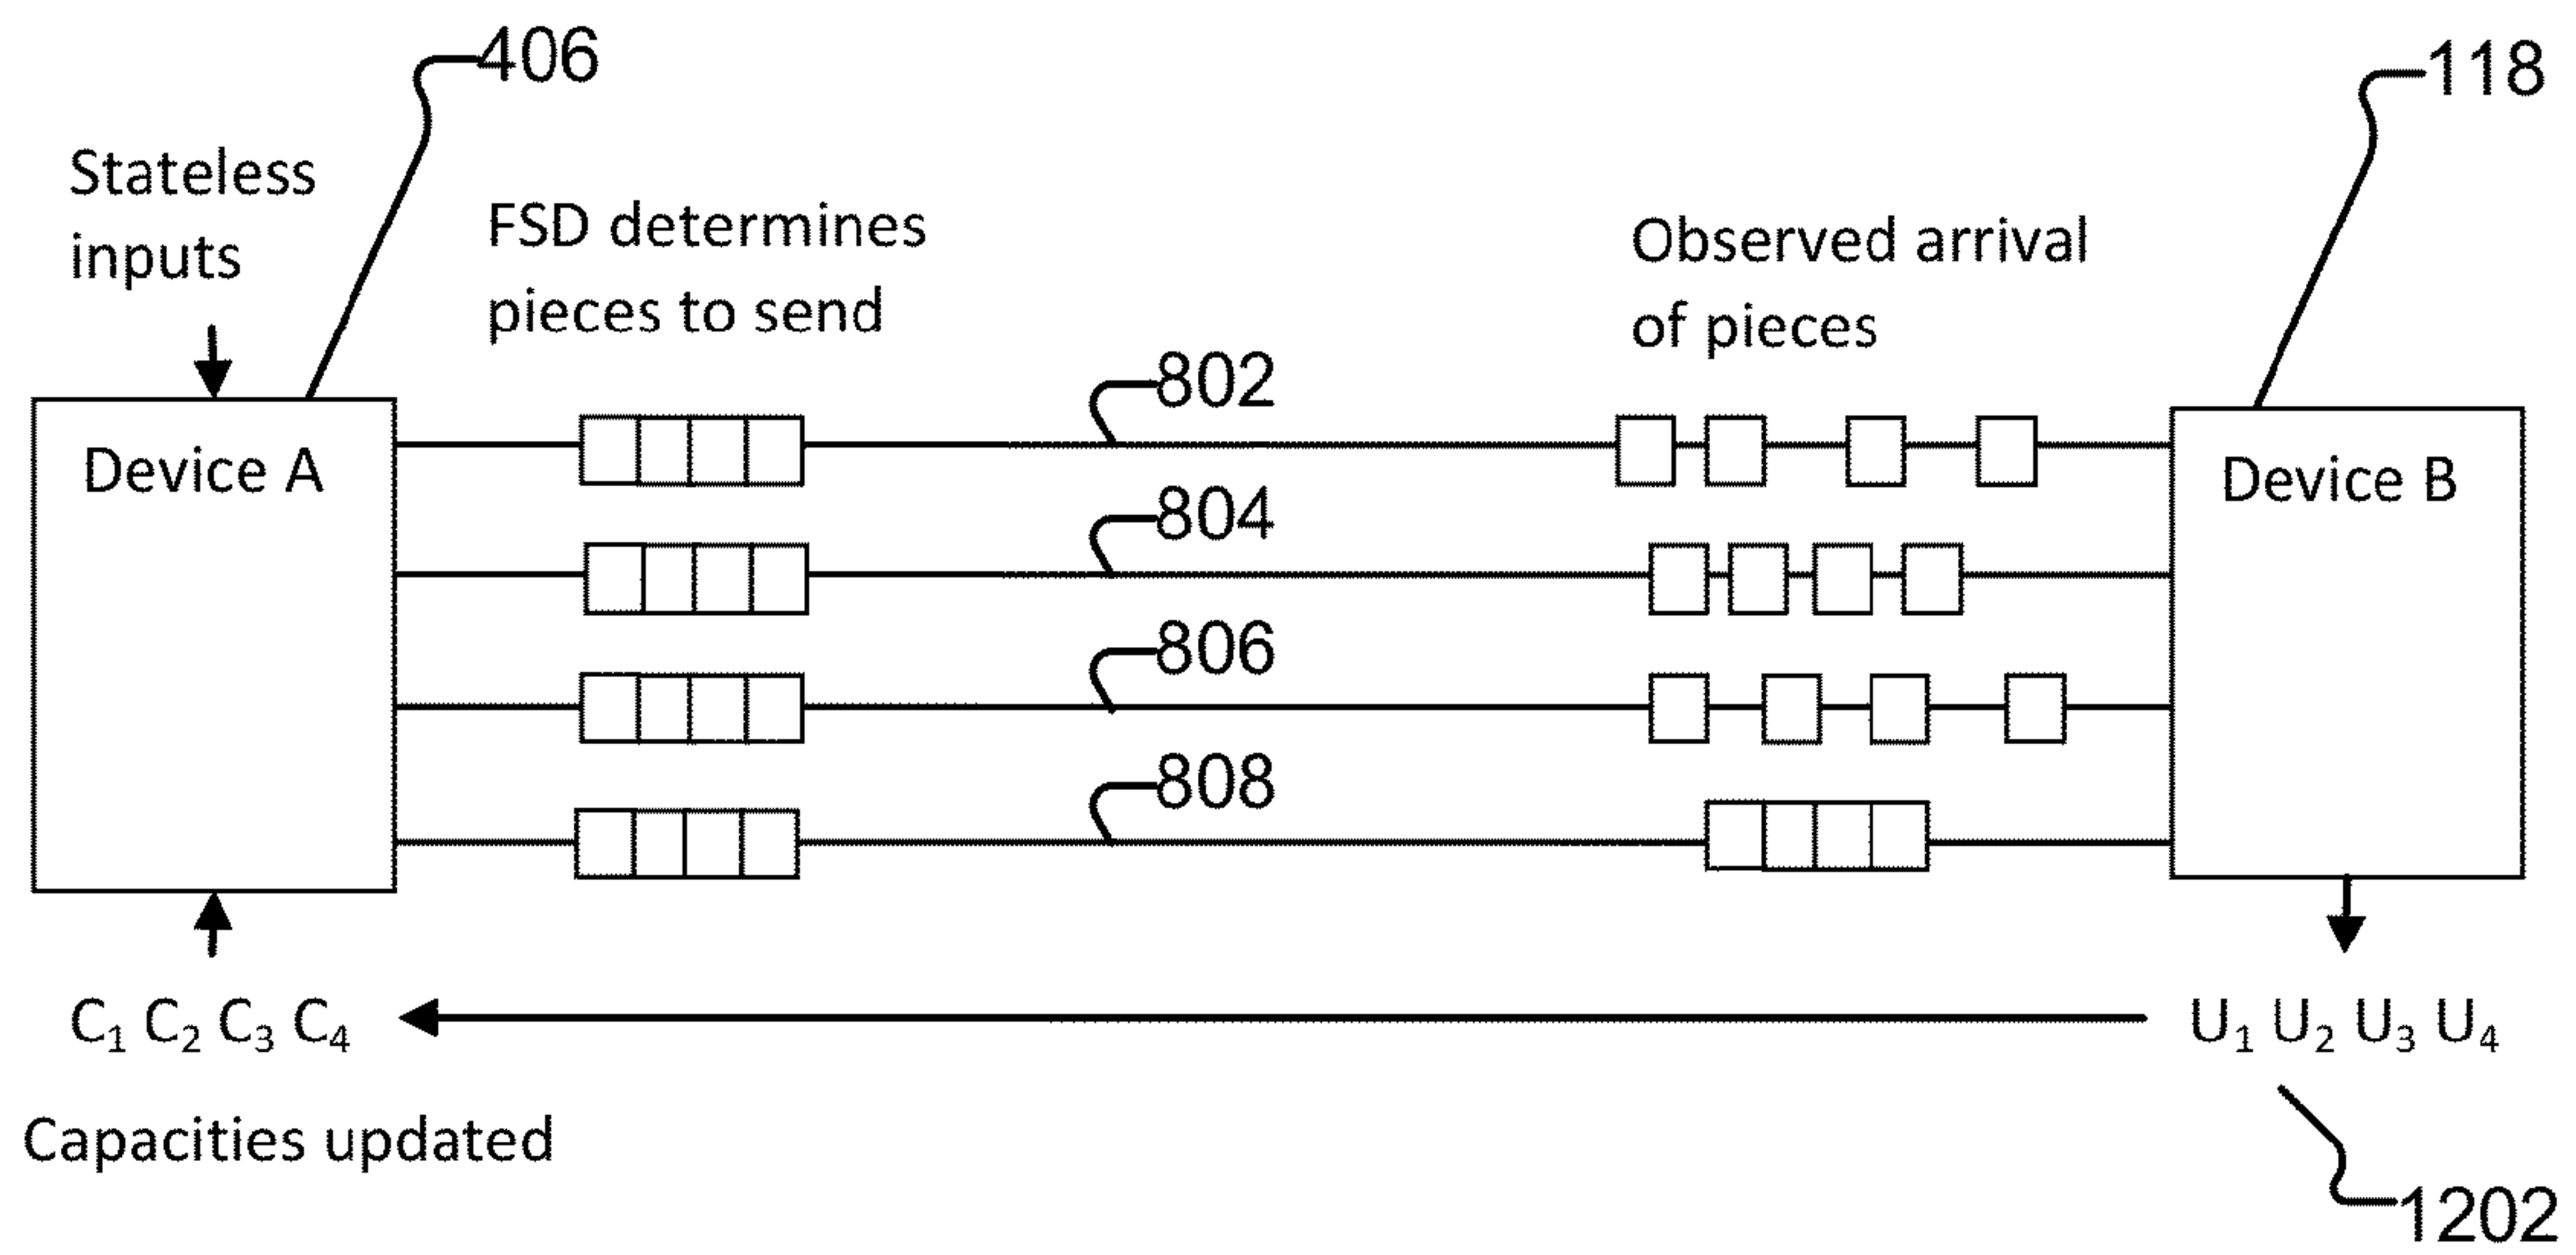 406
118
Stateless
inputs
FSD determines
pieces to send
Observed arrival
of pieces
802
Device A
Device B
804
806
808
C₁ C₂ C₃ C₄
U₁ U₂ U₃ U₄
Capacities updated
1202